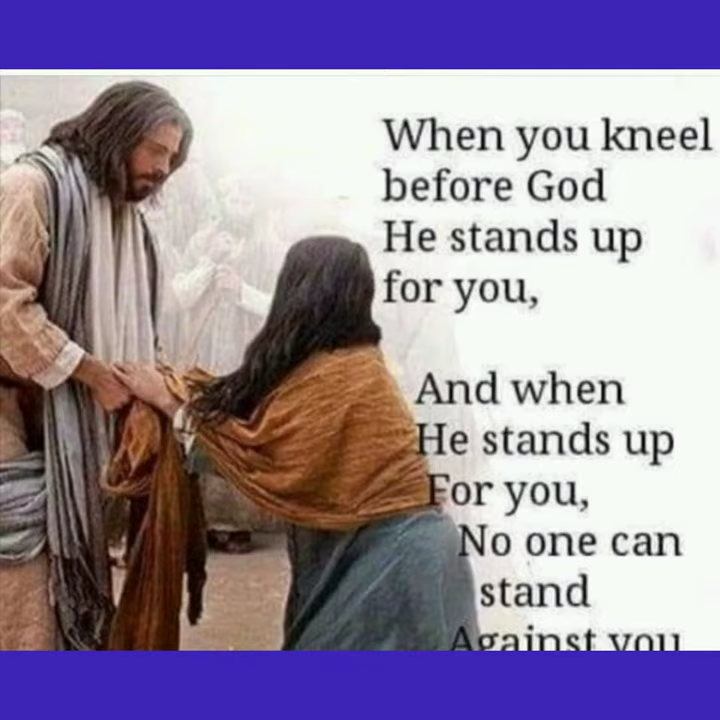 When you kneel
before God
He stands up
for you,
And when
He stands up
For you,
No one can
stand
Against you